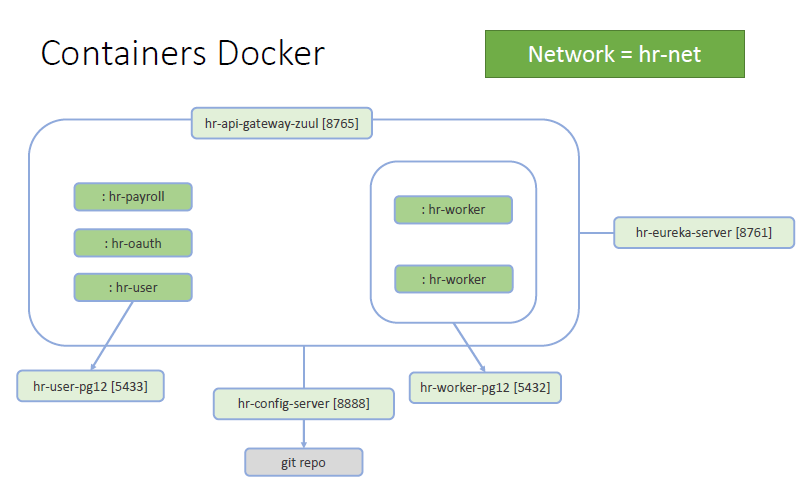 Containers Docker
Network = hr-net
hr-api-gateway-zuul [8765]
: hr-payroll
: hr-worker
: hr-oauth
hr-eureka-server [8761]
: hr-user
: hr-worker
hr-user-pg12 [5433]
hr-worker-pg12 [5432]
hr-config-server [8888]
git repo